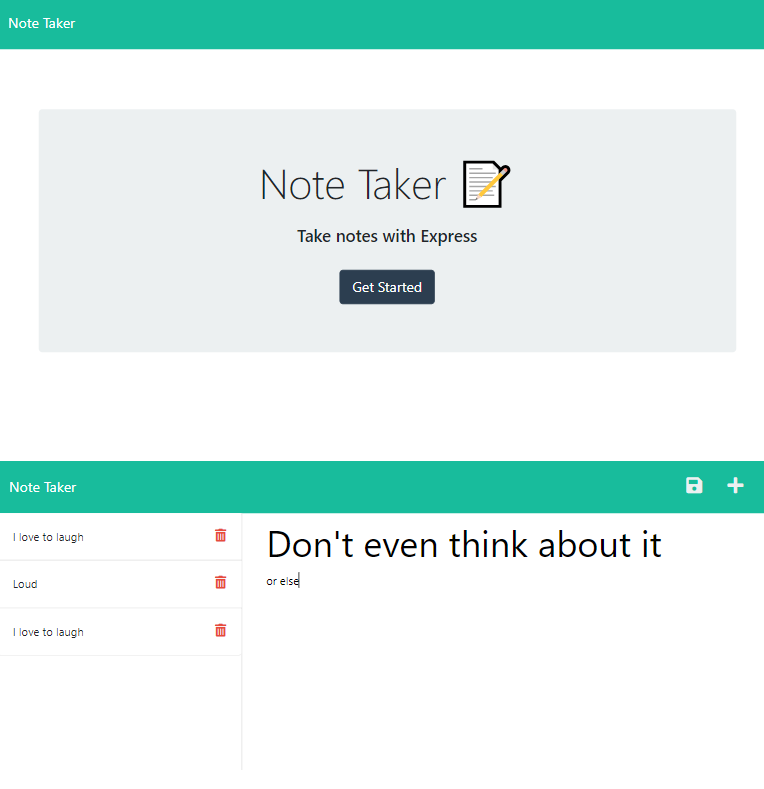 Note Taker
Note Taker
Take notes with Express
Get Started
Note Taker
I love to laugh
Loud
I love to laugh
Don't even think about it
or else